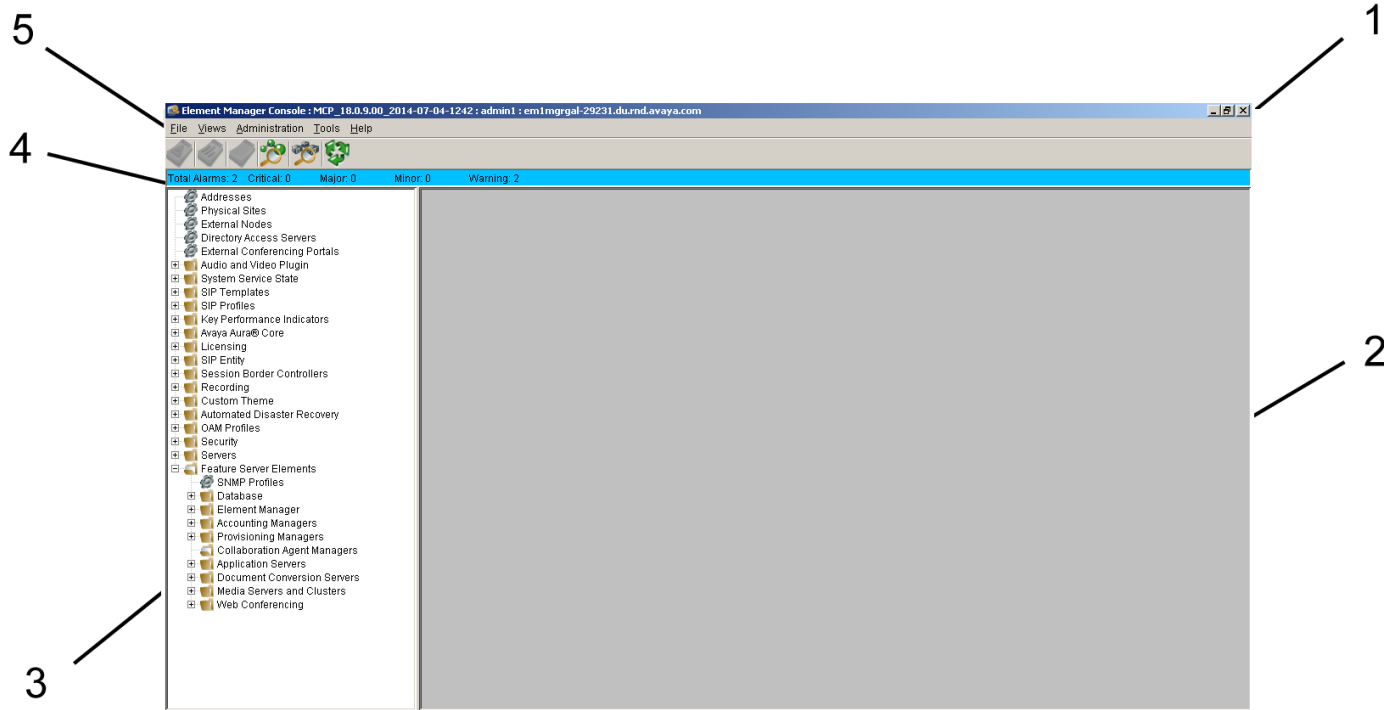 5
1
Element Manager Console : MCP_18.0.9.00_2014-07-04-1242 : admin1 : em1mgrgal-29231.du.rnd.avaya.com
File Views Administration Tools Help
4
Total Alarms: 2 Critical: 0 Major: 0 Minor: 0 Warning: 2
Addresses
Physical Sites
External Nodes
Directory Access Servers
External Conferencing Portals
Audio and Video Plugin
System Service State
SIP Templates
SIP Profiles
Key Performance Indicators
Avaya Aura® Core
2
Licensing
SIP Entity
Session Border Controllers
Recording
Custom Theme
Automated Disaster Recovery
OAM Profiles
Security
Servers
Feature Server Elements
SNMP Profiles
Database
Element Manager
Accounting Managers
Provisioning Managers
Collaboration Agent Managers
Application Servers
Document Conversion Servers
Media Servers and Clusters
Web Conferencing
3